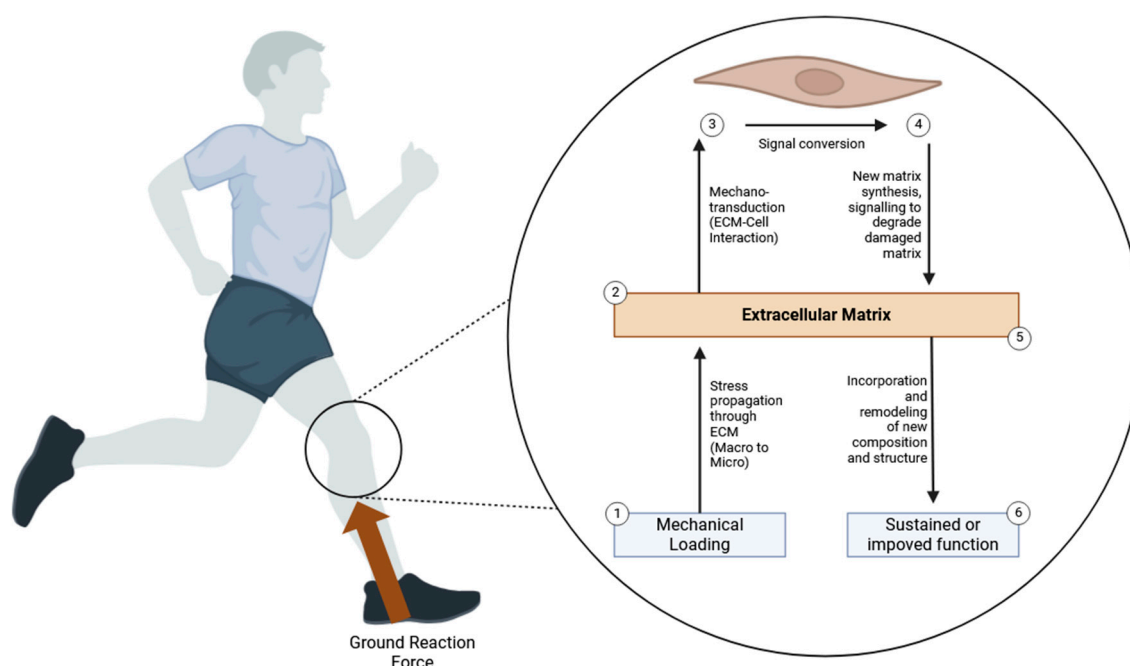 3
4
Signal conversion
Mechano-
transduction
(ECM-Cell
Interaction)
New matrix
synthesis,
signalling to
degrade
damaged
matrix
2
Extracellular Matrix
5
Stress
propagation
through
ECM
(Macro to
Micro)
Incorporation
and
remodeling
of new
composition
and structure
1
Mechanical
Loading
6
Sustained or
impoved function
Ground Reaction
Force